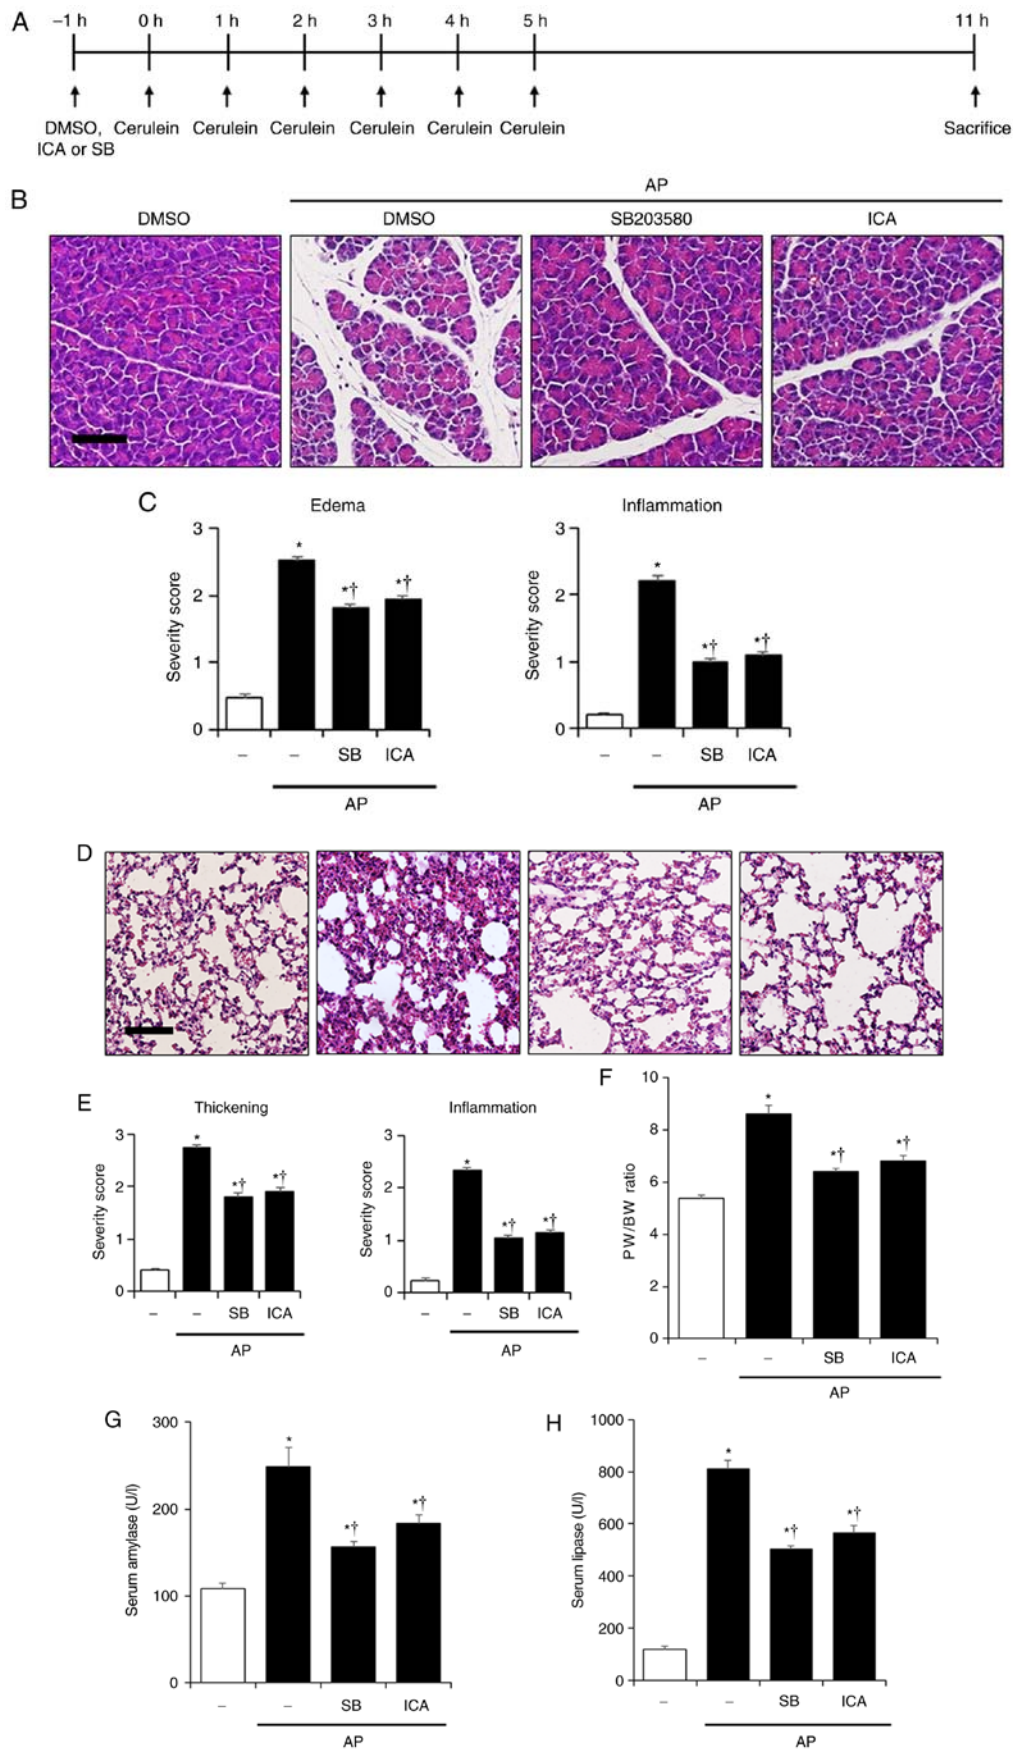 A
–1 h 0 h 1 h 2 h 3 h 4 h 5 h 11 h
DMSO, Cerulein Cerulein Cerulein Cerulein Cerulein Cerulein Sacrifice
ICA or SB
AP
B
DMSO DMSO SB203580 ICA
C
Edema
Severity score
3
2
1
0
* *† *†
– – SB ICA
AP
Inflammation
Severity score
3
2
1
0
* *† *†
– – SB ICA
AP
D
E
Thickening
Severity score
3
2
1
0
* *† *†
– – SB ICA
AP
Inflammation
Severity score
3
2
1
0
* *† *†
– – SB ICA
AP
F
PW/BW ratio
10
8
6
4
2
0
* *† *†
– – SB ICA
AP
G
Serum amylase (U/l)
300
200
100
0
* *† *†
– – SB ICA
AP
H
Serum lipase (U/l)
1000
800
600
400
200
0
* *† *†
– – SB ICA
AP